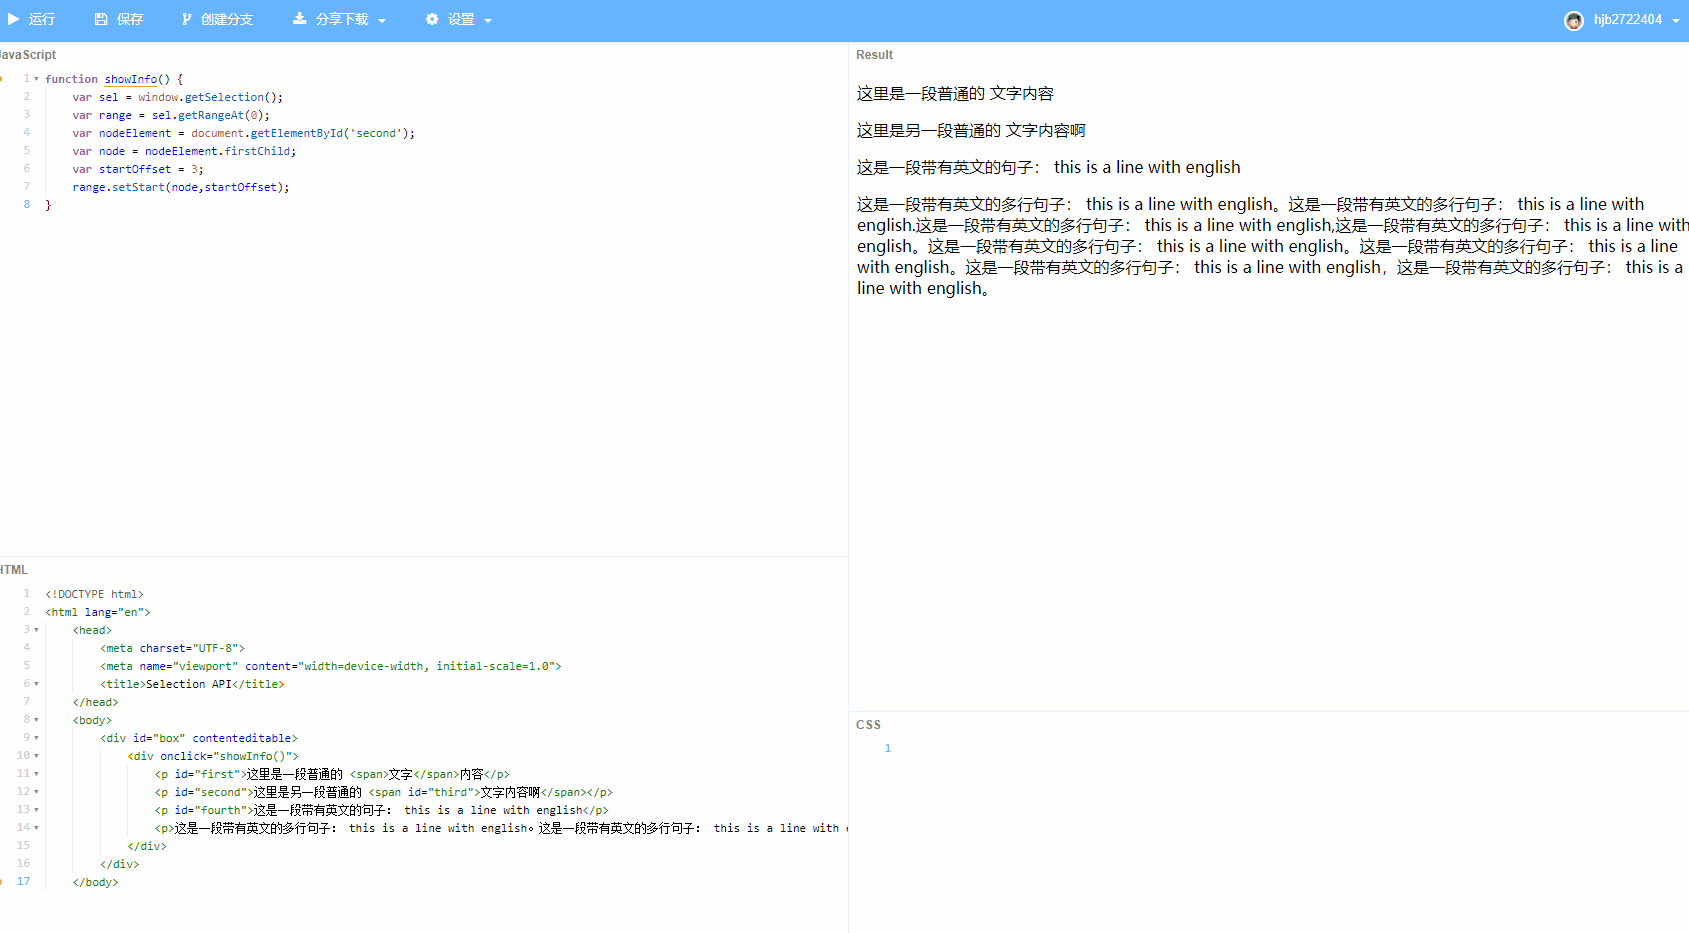 运行 保存 创建分支 分享下载 设置 hjb2722404
JavaScript
1 function showInfo() {
2 var sel = window.getSelection();
3 var range = sel.getRangeAt(0);
4 var nodeElement = document.getElementById('second');
5 var node = nodeElement.firstChild;
6 var startOffset = 3;
7 range.setStart(node,startOffset);
8 }
HTML
1 <!DOCTYPE html>
2 <html lang="en">
3 <head>
4 <meta charset="UTF-8">
5 <meta name="viewport" content="width=device-width, initial-scale=1.0">
6 <title>Selection API</title>
7 </head>
8 <body>
9 <div id="box" contenteditable>
10 <div onclick="showInfo()">
11 <p id="first">这里是一段普通的 <span>文字</span>内容</p>
12 <p id="second">这里是另一段普通的 <span id="third">文字内容啊</span></p>
13 <p id="fourth">这是一段带有英文的句子： this is a line with english</p>
14 <p>这是一段带有英文的多行句子： this is a line with english。这是一段带有英文的多行句子： this is a line with e
15 </div>
16 </div>
17 </body>
Result
这里是一段普通的 文字内容
这里是另一段普通的 文字内容啊
这是一段带有英文的句子： this is a line with english
这是一段带有英文的多行句子： this is a line with english。这是一段带有英文的多行句子： this is a line with
english.这是一段带有英文的多行句子： this is a line with english,这是一段带有英文的多行句子： this is a line with
english。这是一段带有英文的多行句子： this is a line with english。这是一段带有英文的多行句子： this is a line
with english。这是一段带有英文的多行句子： this is a line with english，这是一段带有英文的多行句子： this is a
line with english。
CSS
1